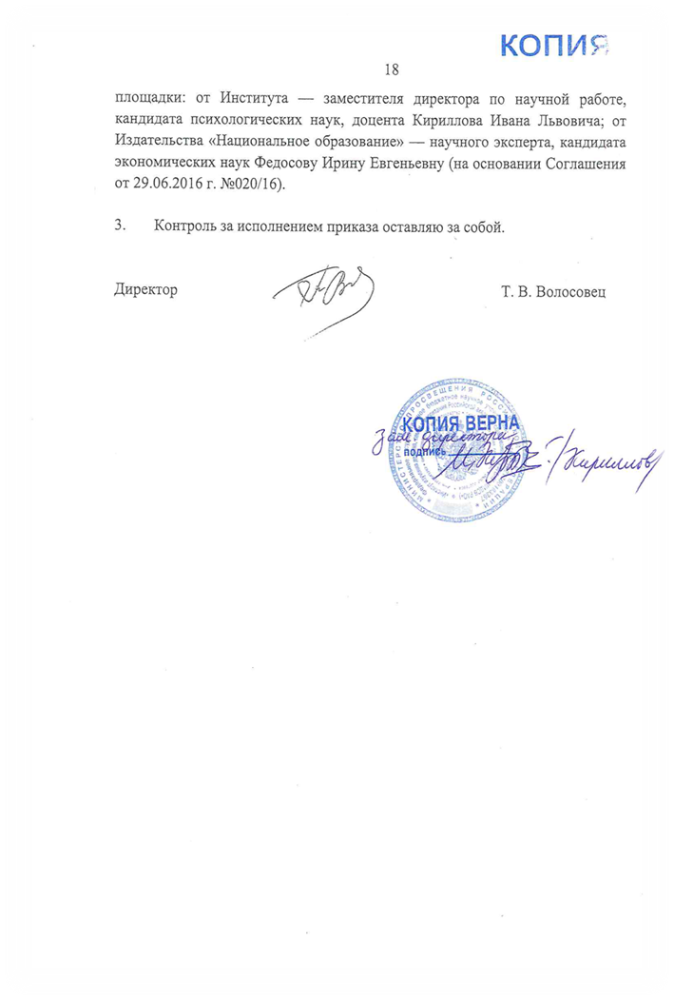 КОПИЯ
18
площадки: от Института — заместителя директора по научной работе,
кандидата психологических наук, доцента Кириллова Ивана Львовича; от
Издательства «Национальное образование» — научного эксперта, кандидата
экономических наук Федосову Ирину Евгеньевну (на основании Соглашения
от 29.06.2016 г. №020/16).
3. Контроль за исполнением приказа оставляю за собой.
Директор Т. В. Волосовец
КОПИЯ ВЕРНА
Зам. директора
подпись
/Кириллов/